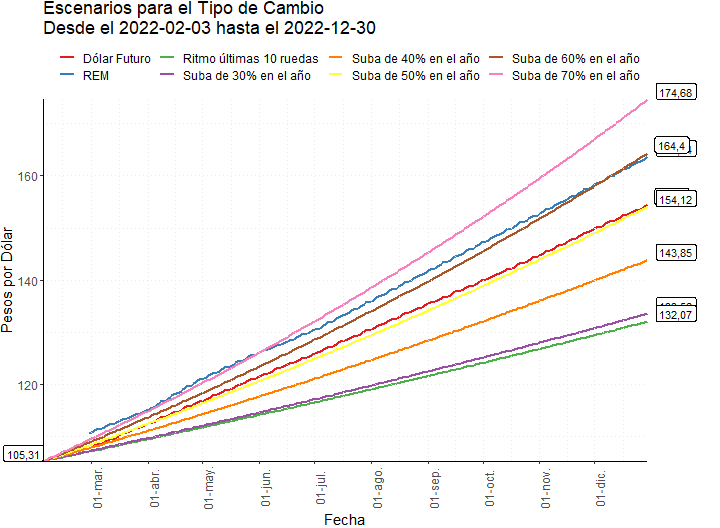 Escenarios para el Tipo de Cambio
Desde el 2022-02-03 hasta el 2022-12-30
Dólar Futuro
Ritmo últimas 10 ruedas
Suba de 40% en el año
Suba de 60% en el año
REM
Suba de 30% en el año
Suba de 50% en el año
Suba de 70% en el año
174,68
164,4
160
154,12
Pesos por Dólar
143,85
140
132,07
120
105,31
01-mar.
01-abr.
01-may.
01-jun.
01-jul.
01-ago.
01-sep.
01-oct.
01-nov.
01-dic.
Fecha